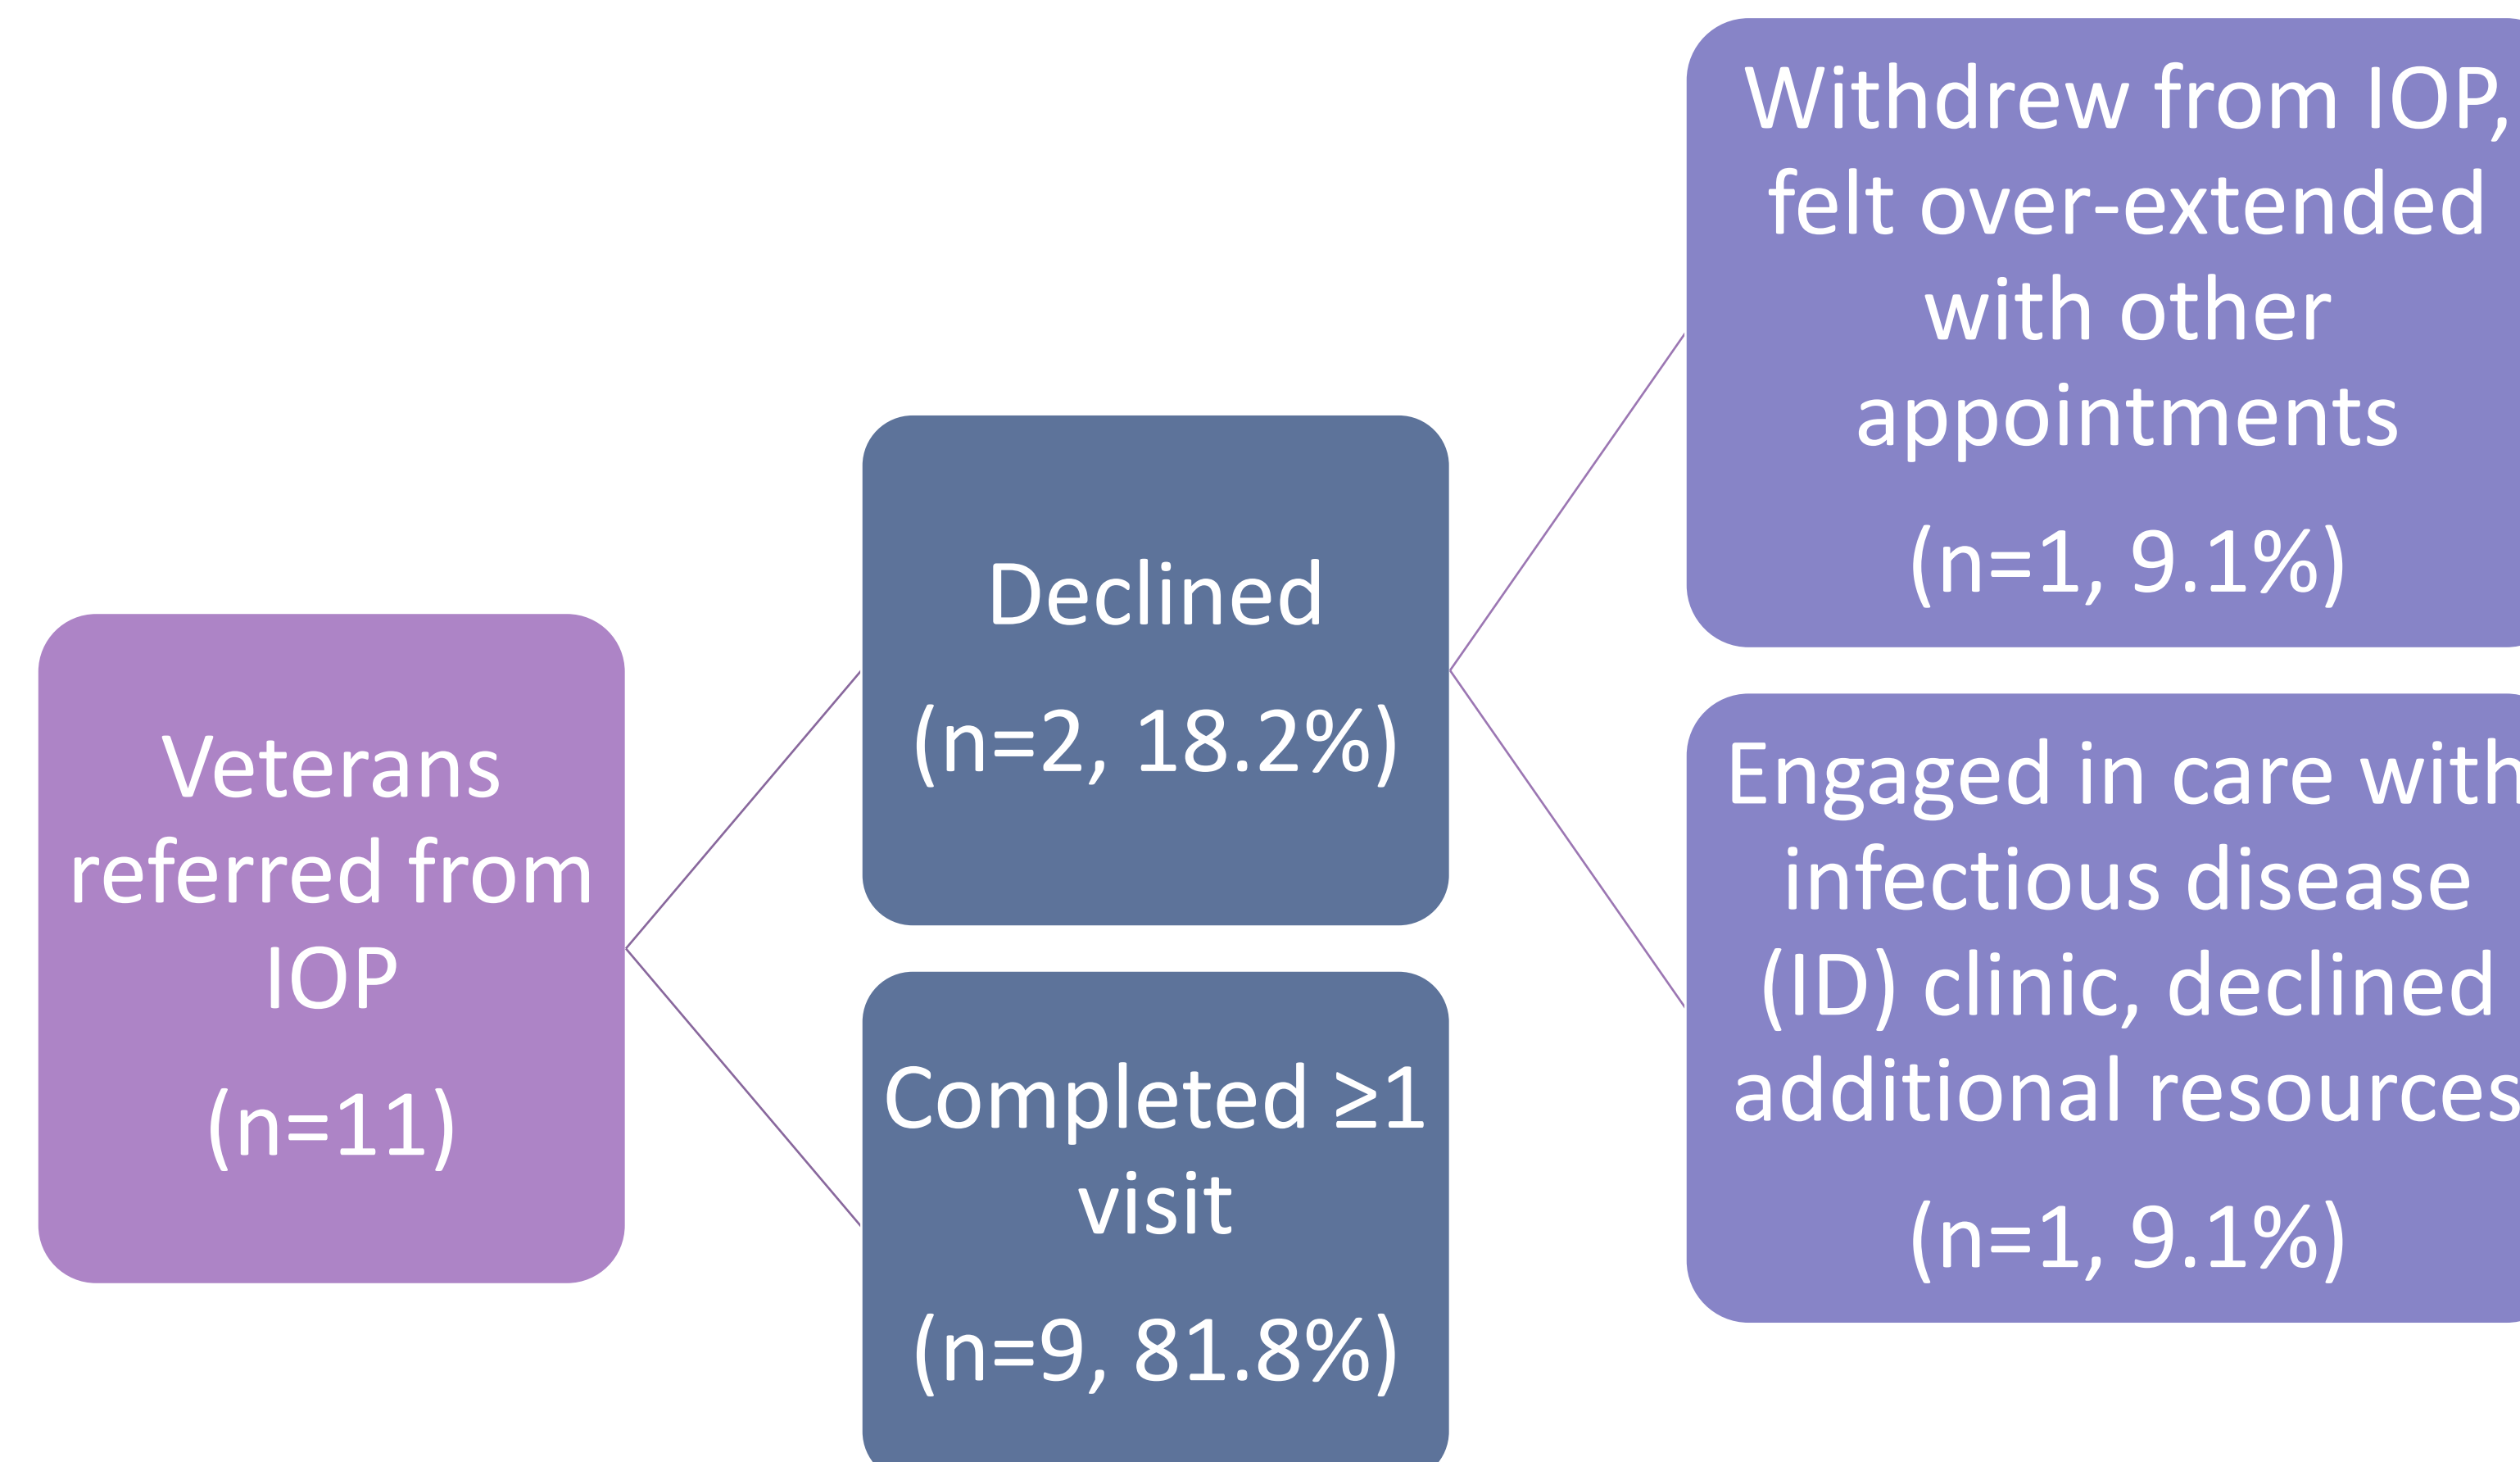 Veterans
referred from
IOP
(n=11)
Declined
(n=2, 18.2%)
Completed ≥1
visit
(n=9, 81.8%)
Withdrew from IOP,
felt over-extended
with other
appointments
(n=1, 9.1%)
Engaged in care with
infectious disease
(ID) clinic, declined
additional resources
(n=1, 9.1%)